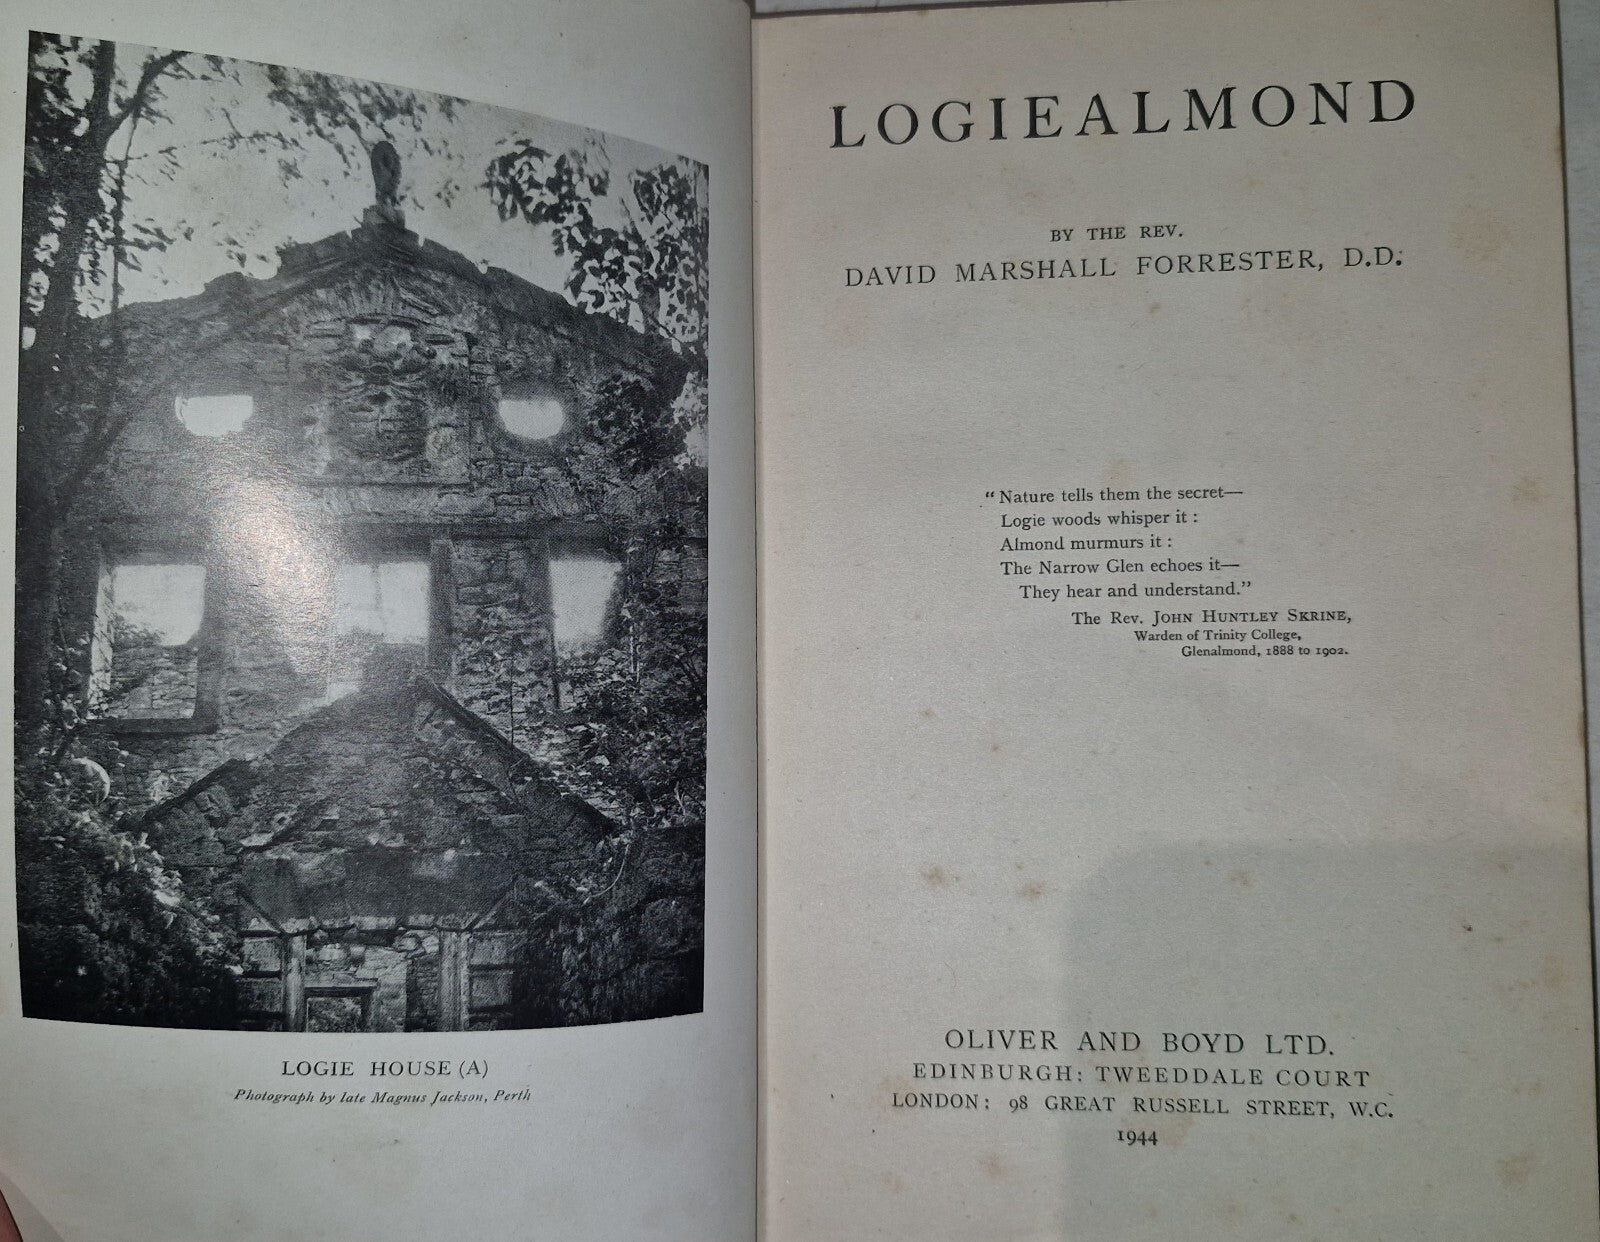 LOGIE HOUSE (A)
Photograph by late Magnus Jackson, Perth
LOGIEALMOND
BY THE REV.
DAVID MARSHALL FORRESTER, D.D.
“Nature tells them the secret—
Logie woods whisper it :
Almond murmurs it :
The Narrow Glen echoes it—
They hear and understand.”
The Rev. JOHN HUNTLEY SKRINE,
Warden of Trinity College,
Glenalmond, 1888 to 1902.
OLIVER AND BOYD LTD.
EDINBURGH: TWEEDDALE COURT
LONDON: 98 GREAT RUSSELL STREET, W.C.
1944